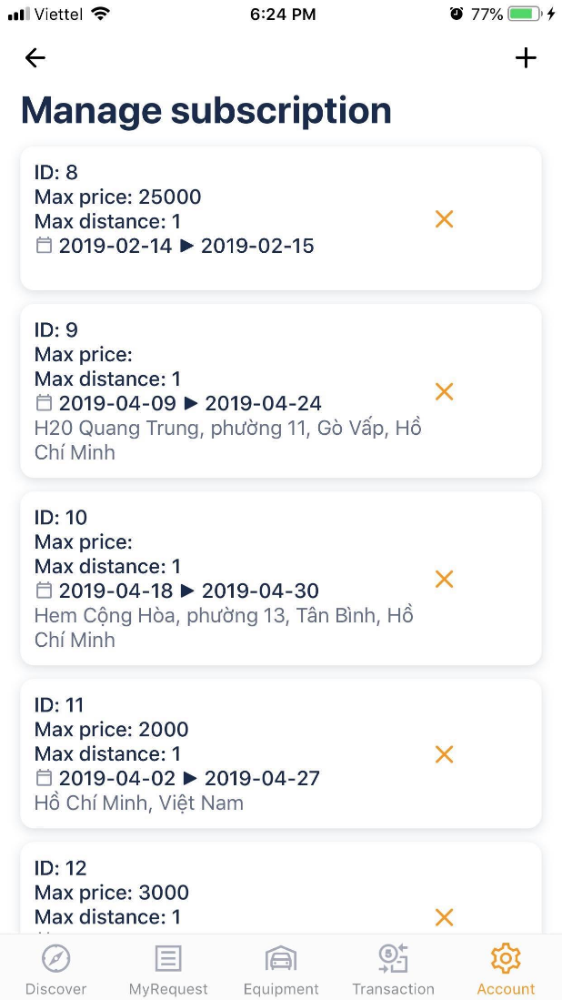 Viettel 6:24 PM 77%
Manage subscription
ID: 8
Max price: 25000
Max distance: 1
2019-02-14 ▶ 2019-02-15
ID: 9
Max price:
Max distance: 1
2019-04-09 ▶ 2019-04-24
H20 Quang Trung, phường 11, Gò Vấp, Hồ
Chí Minh
ID: 10
Max price:
Max distance: 1
2019-04-18 ▶ 2019-04-30
Hem Cộng Hòa, phường 13, Tân Bình, Hồ
Chí Minh
ID: 11
Max price: 2000
Max distance: 1
2019-04-02 ▶ 2019-04-27
Hồ Chí Minh, Việt Nam
ID: 12
Max price: 3000
Max distance: 1
Discover MyRequest Equipment Transaction Account